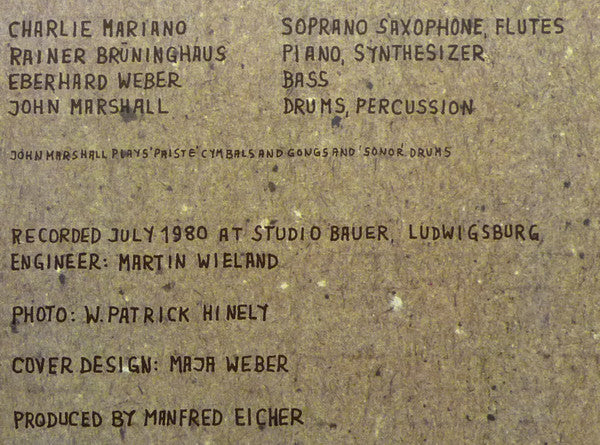 CHARLIE MARIANO SOPRANO SAXOPHONE, FLUTES
RAINER BRÜNINGHAUS PIANO, SYNTHESIZER
EBERHARD WEBER BASS
JOHN MARSHALL DRUMS, PERCUSSION
JOHN MARSHALL PLAYS 'PAISTE' CYMBALS AND GONGS AND 'SONOR' DRUMS
RECORDED JULY 1980 AT STUDIO BAUER, LUDWIGSBURG
ENGINEER: MARTIN WIELAND
PHOTO: W. PATRICK HINELY
COVER DESIGN: MAJA WEBER
PRODUCED BY MANFRED EICHER